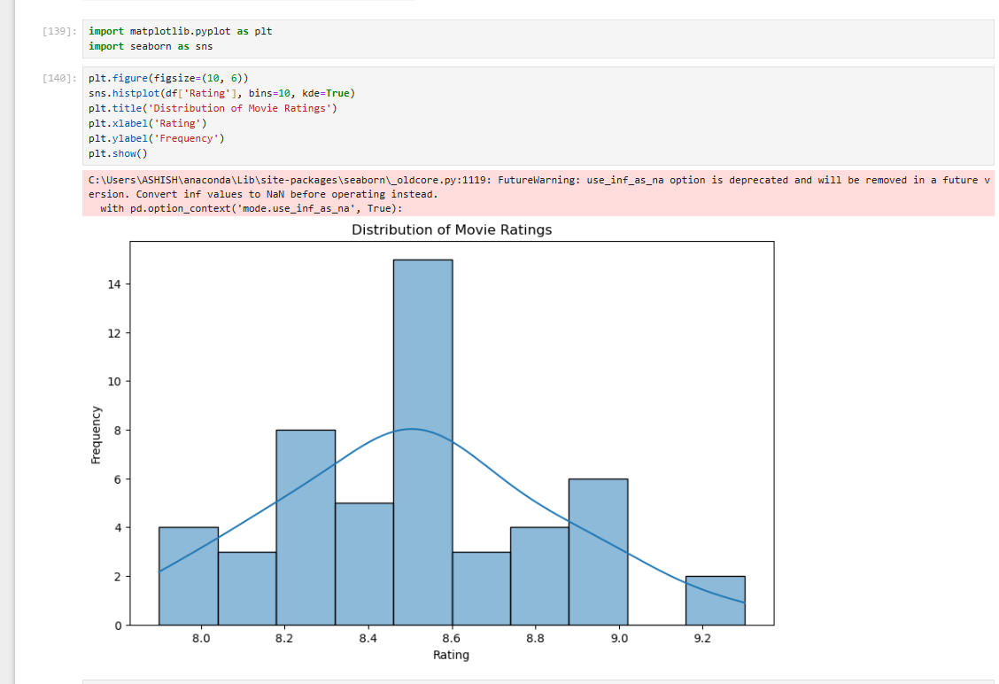 [139]: import matplotlib.pyplot as plt
import seaborn as sns
[140]: plt.figure(figsize=(10, 6))
sns.histplot(df['Rating'], bins=10, kde=True)
plt.title('Distribution of Movie Ratings')
plt.xlabel('Rating')
plt.ylabel('Frequency')
plt.show()
C:\Users\ASHISH\anaconda\Lib\site-packages\seaborn\_oldcore.py:1119: FutureWarning: use_inf_as_na option is deprecated and will be removed in a future v
ersion. Convert inf values to NaN before operating instead.
with pd.option_context('mode.use_inf_as_na', True):
Distribution of Movie Ratings
14
12
10
8
6
4
2
0
Frequency
8.0 8.2 8.4 8.6 8.8 9.0 9.2
Rating